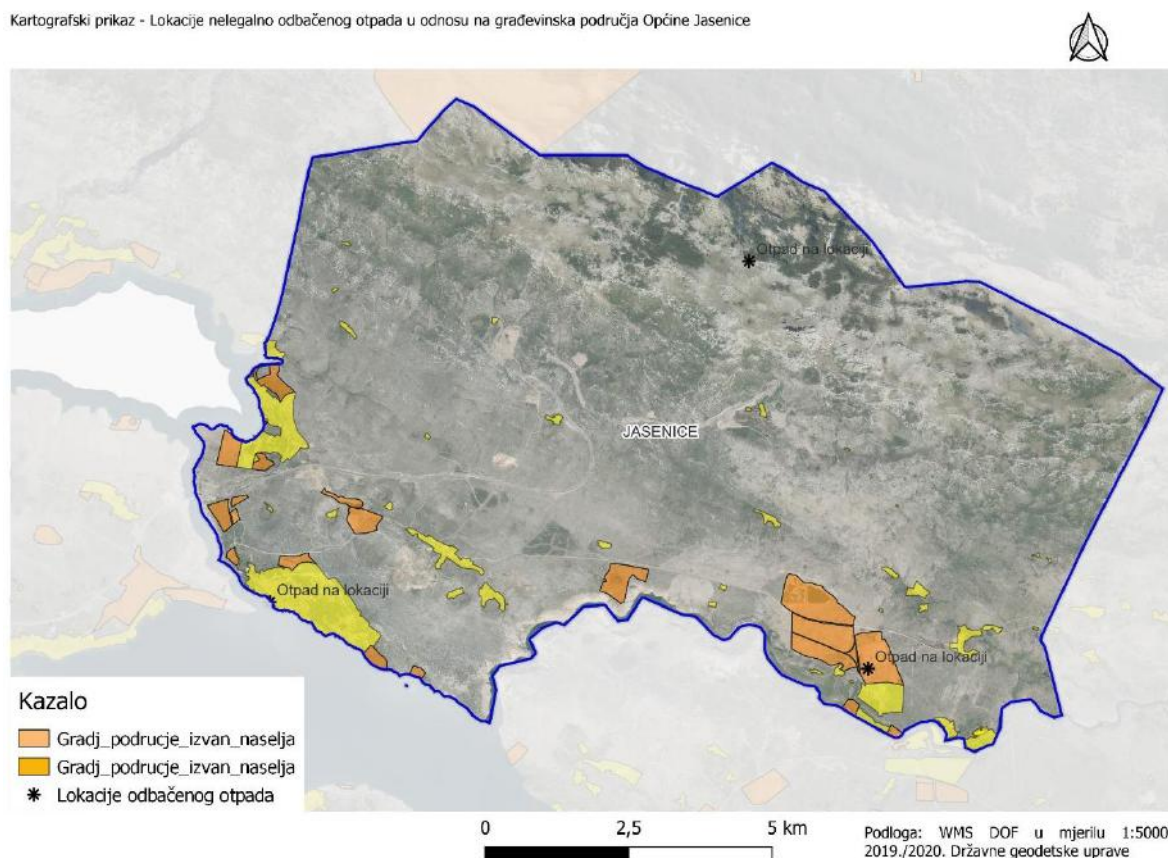 Kartografski prikaz - Lokacije nelegalno odbačenog otpada u odnosu na građevinska područja Općine Jasenice
Otpad na lokaciji
JASENICE
Otpad na lokaciji
Otpad na lokaciji
Kazalo
Gradj_podrucje_izvan_naselja
Gradj_podrucje_izvan_naselja
Lokacije odbačenog otpada
0 2,5 5 km
Podloga: WMS DOF u mjerilu 1:5000
2019./2020. Državne geodetske uprave